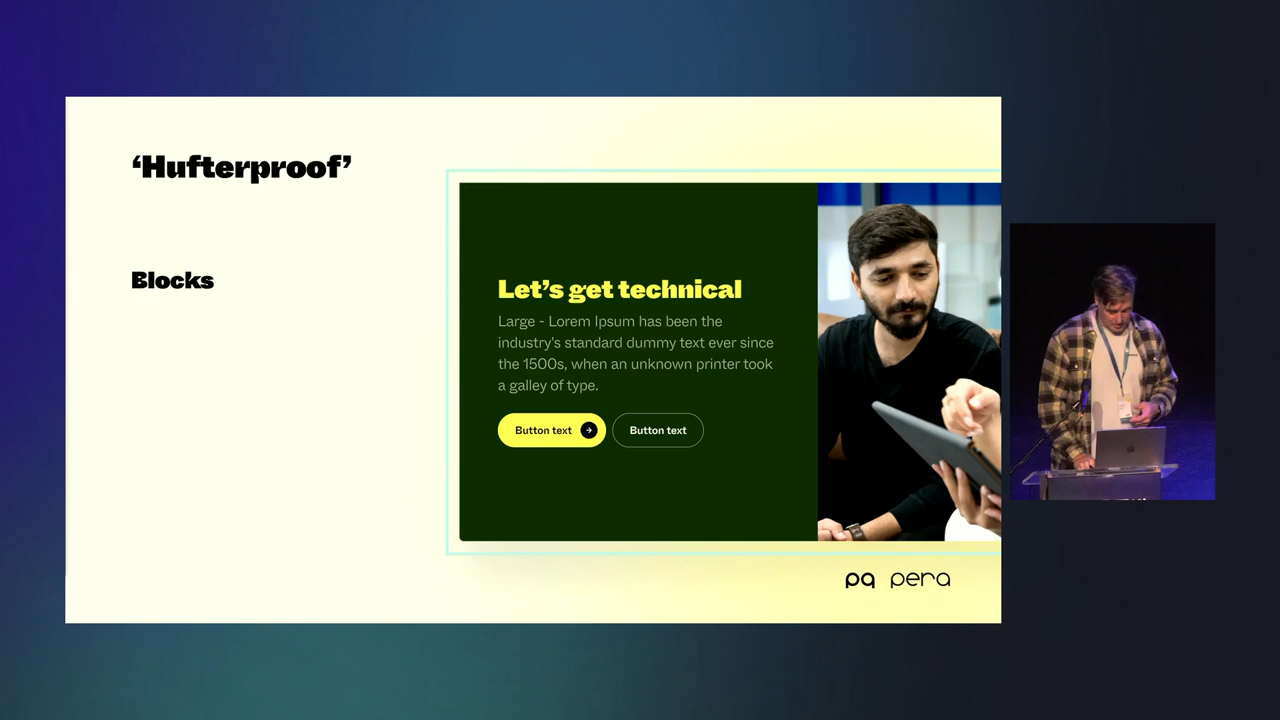 ‘Hufterproof’
Blocks
Let’s get technical
Large - Lorem Ipsum has been the
industry's standard dummy text ever since
the 1500s, when an unknown printer took
a galley of type.
Button text
Button text
pq pera